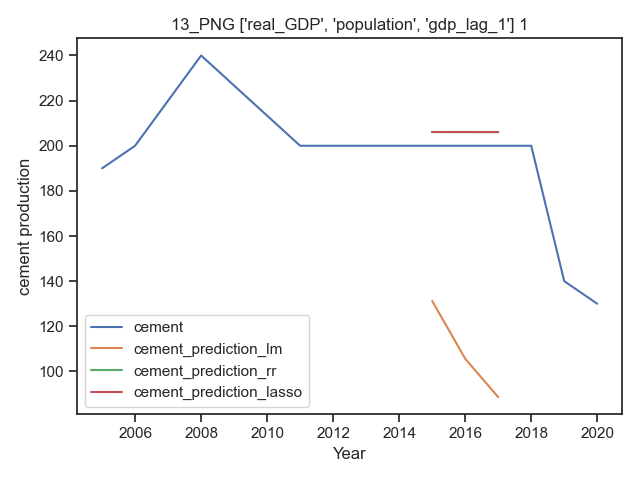 13_PNG ['real_GDP', 'population', 'gdp_lag_1'] 1
240
220
200
180
160
140
120
100
cement production
cement
cement_prediction_lm
cement_prediction_rr
cement_prediction_lasso
2006 2008 2010 2012 2014 2016 2018 2020
Year